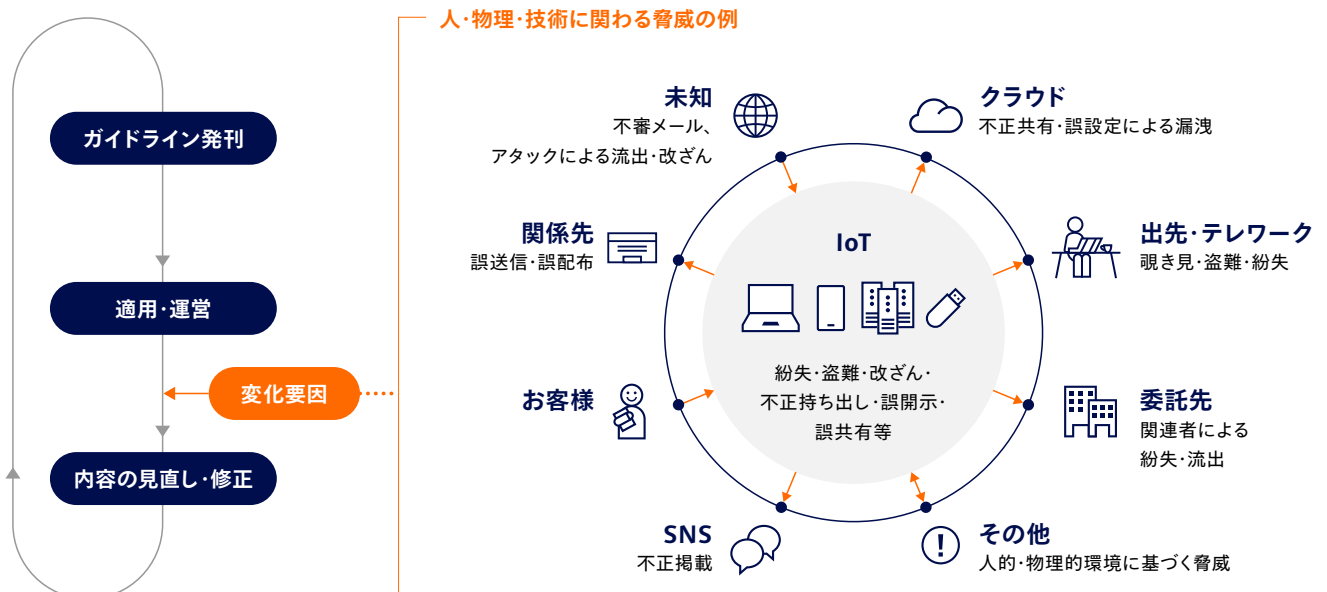 人・物理・技術に関わる脅威の例
ガイドライン発刊
適用・運営
変化要因
内容の見直し・修正
未知
不審メール、
アタックによる流出・改ざん
クラウド
不正共有・誤設定による漏洩
関係先
誤送信・誤配布
出先・テレワーク
覗き見・盗難・紛失
IoT
紛失・盗難・改ざん・
不正持ち出し・誤開示・
誤共有等
お客様
委託先
関連者による
紛失・流出
SNS
不正掲載
その他
人的・物理的環境に基づく脅威